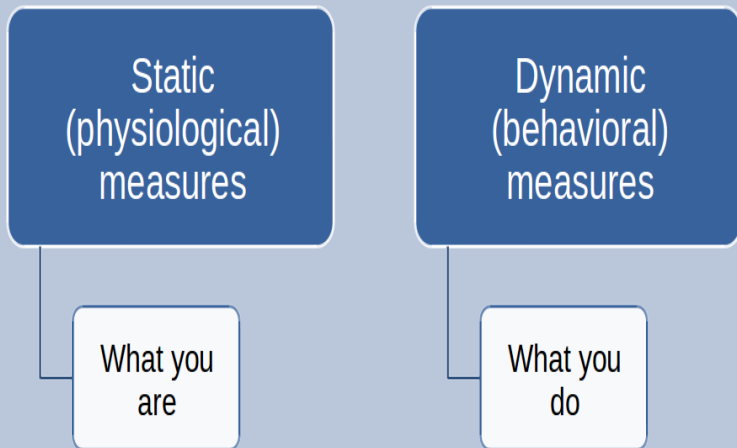 Static
(physiological)
measures
What you
are
Dynamic
(behavioral)
measures
What you
do